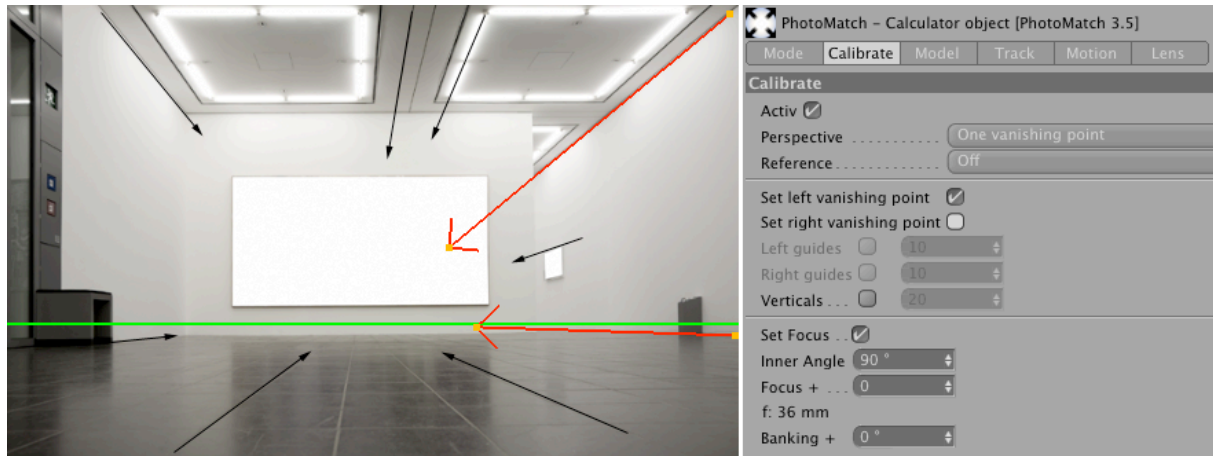 PhotoMatch – Calculator object [PhotoMatch 3.5]
Mode Calibrate Model Track Motion Lens
Calibrate
Activ
Perspective . . . . . . . . . . . One vanishing point
Reference . . . . . . . . . . . . Off
Set left vanishing point
Set right vanishing point
Left guides 10
Right guides 10
Verticals . . . 20
Set Focus . .
Inner Angle 90 °
Focus + . . . . 0
f: 36 mm
Banking + 0 °